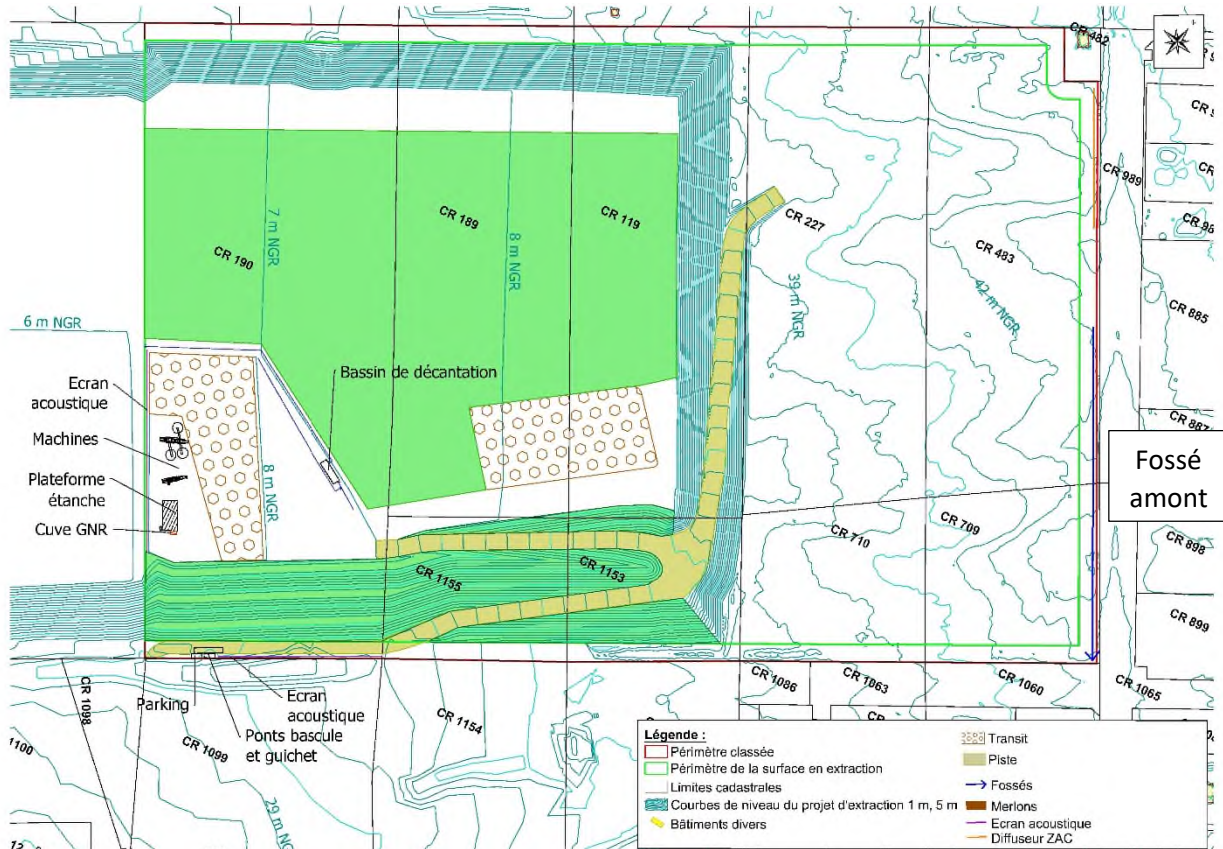 CR 482
CR 989
CR 189
CR 119
CR 227
CR 190
7 m NGR
8 m NGR
CR 483
39 m NGR
42 m NGR
CR 885
6 m NGR
Ecran
acoustique
Machines
Plateforme
étanche
Cuve GNR
Bassin de décantation
8 m NGR
Fossé
amont
CR 710
CR 709
CR 898
CR 899
CR 1155
CR 1153
CR 1086
CR 1063
CR 1060
CR 1065
CR 1098
Parking
Ecran
acoustique
Ponts bascule
et guichet
CR 1154
CR 1099
1100
Légende :
Périmètre classée
Périmètre de la surface en extraction
Limites cadastrales
Courbes de niveau du projet d'extraction 1 m, 5 m
Bâtiments divers
Transit
Piste
Fossés
Merlons
Ecran acoustique
Diffuseur ZAC